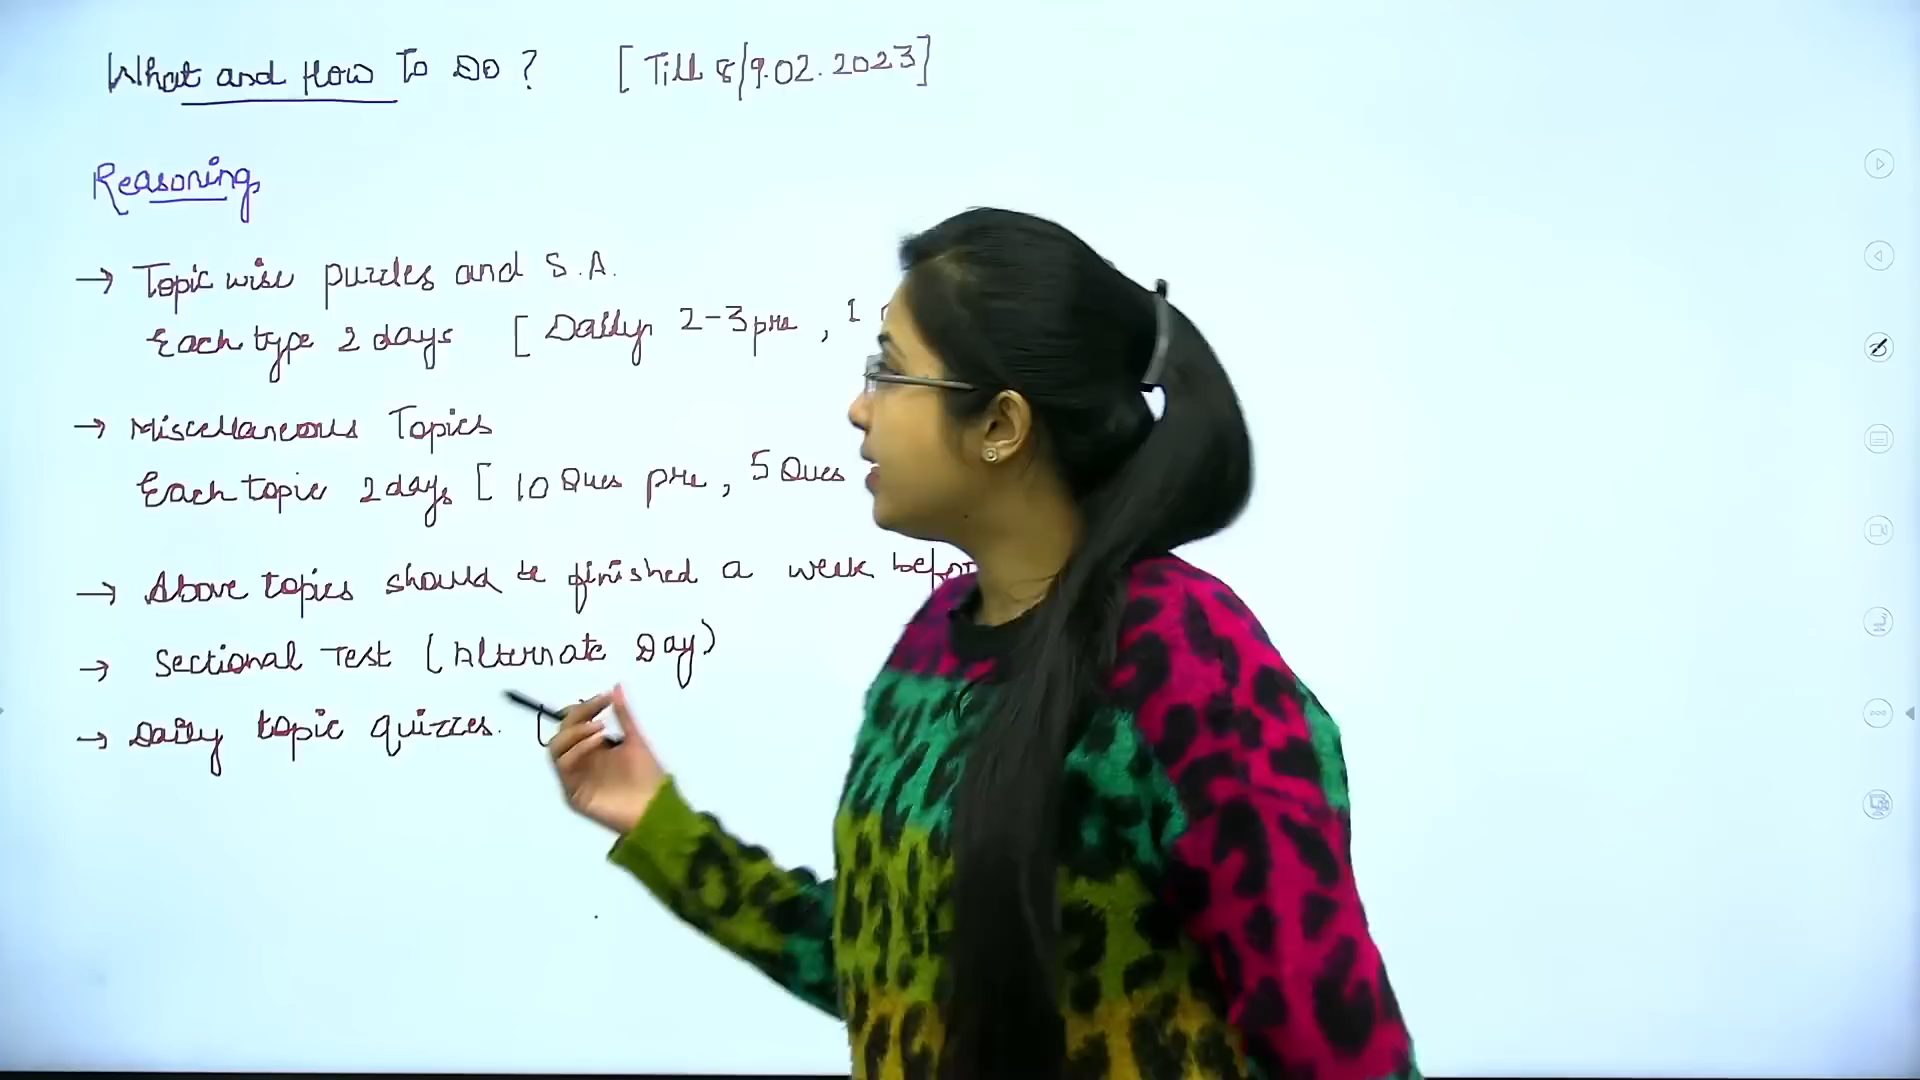 What and How To Do ? [Till 8/9.02.2023]
Reasoning
→ Topic wise puzzles and S.A.
Each type 2 days [Daily 2-3 pre, 1
→ Miscellaneous Topics
Each topic 2 days [10 Ques pre, 5 Ques
→ Above topics should be finished a week befor
→ Sectional Test (Alternate Day)
→ Daily topic quizzes. (